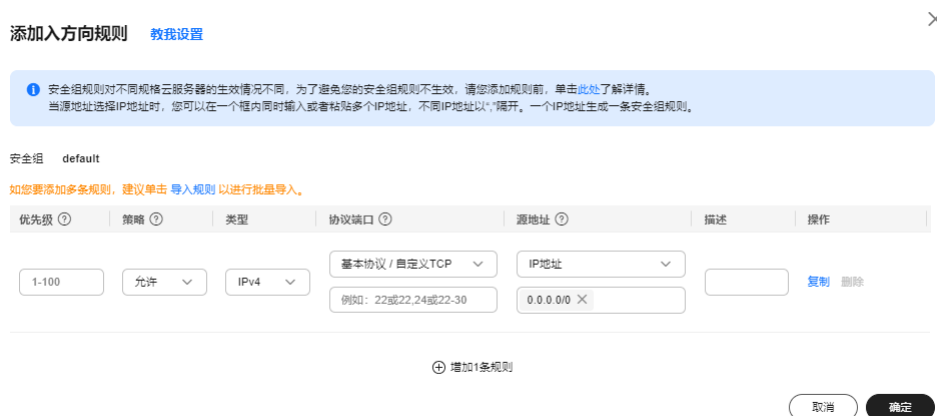 添加入方向规则 教我设置
安全组规则对不同规格云服务器的生效情况不同，为了避免您的安全组规则不生效，请您添加规则前，单击此处了解详情。
当源地址选择IP地址时，您可以在一个框内同时输入或者粘贴多个IP地址，不同IP地址以“,”隔开。一个IP地址生成一条安全组规则。
安全组 default
如您要添加多条规则，建议单击 导入规则 以进行批量导入。
优先级 策略 类型 协议端口 源地址 描述 操作
基本协议 / 自定义TCP IP地址
1-100 允许 IPv4 复制 删除
例如：22或22,24或22-30 0.0.0.0/0
增加1条规则
取消 确定